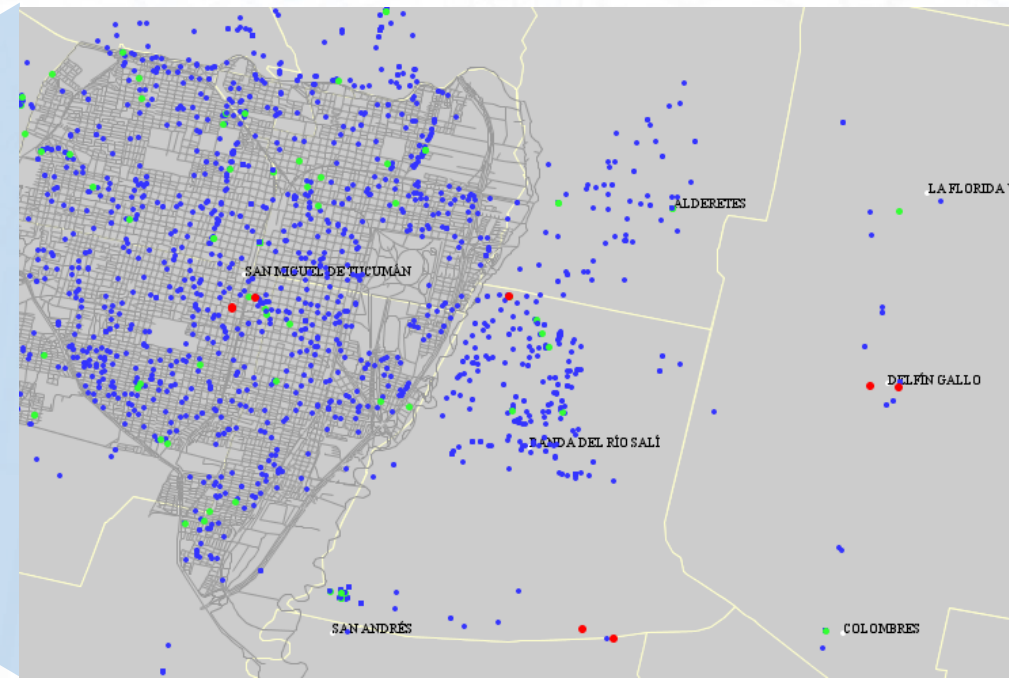 LA FLORIDA
ALDERETES
SAN MIGUEL DE TUCUMÁN
DELFÍN GALLO
BANDA DEL RÍO SALÍ
SAN ANDRÉS
COLOMBRES